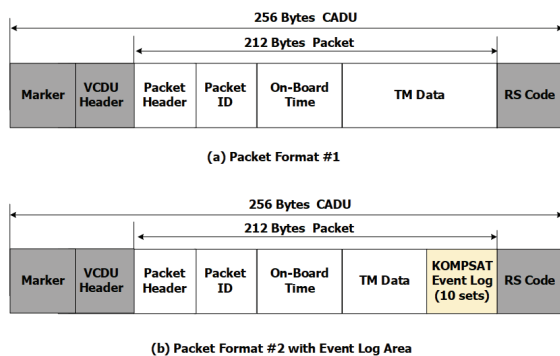 256 Bytes CADU
212 Bytes Packet
Marker
VCDU
Header
Packet
Header
Packet
ID
On-Board
Time
TM Data
RS Code
(a) Packet Format #1
256 Bytes CADU
212 Bytes Packet
Marker
VCDU
Header
Packet
Header
Packet
ID
On-Board
Time
TM Data
KOMPSAT
Event Log
(10 sets)
RS Code
(b) Packet Format #2 with Event Log Area